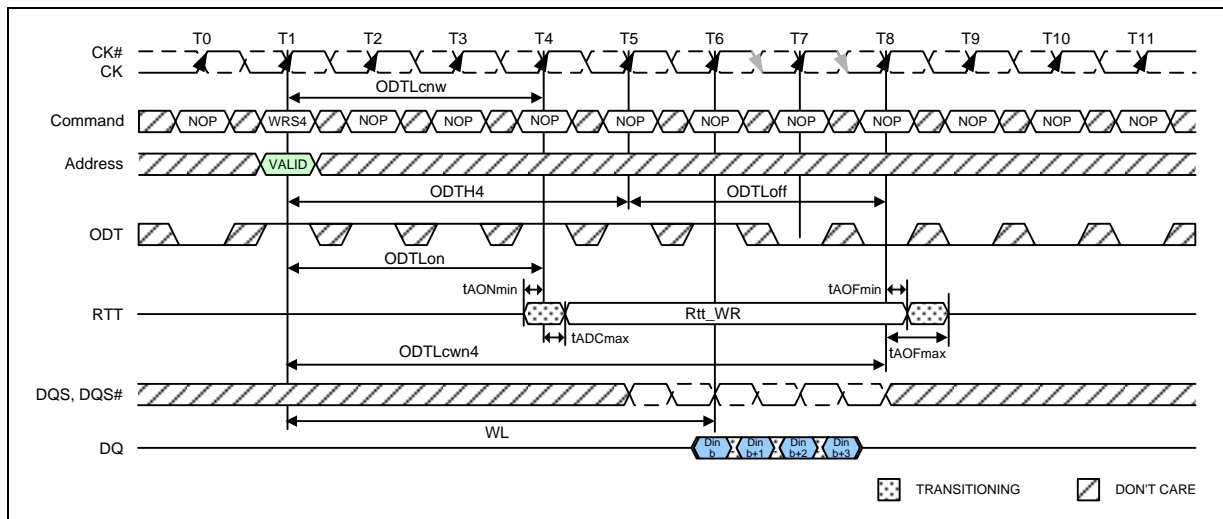 T0 T1 T2 T3 T4 T5 T6 T7 T8 T9 T10 T11
CK#
CK
ODTLcnw
Command NOP WRS4 NOP NOP NOP NOP NOP NOP NOP NOP NOP NOP
Address VALID
ODTH4 ODTLoff
ODT
ODTLon
tAONmin tAOFmin
RTT Rtt_WR
tADCmax tAOFmax
ODTLcwn4
DQS, DQS#
WL
DQ Din b Din b+1 Din b+2 Din b+3
TRANSITIONING DON'T CARE